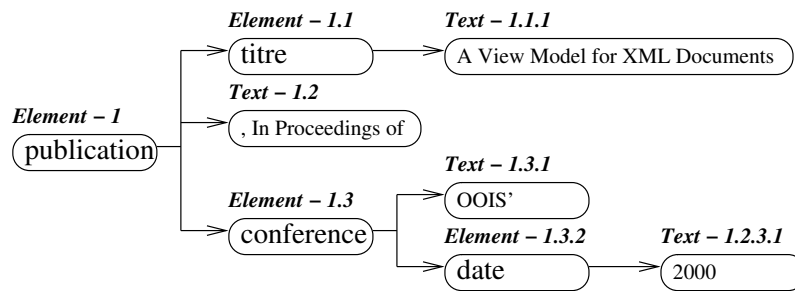 Element – 1.1
Text – 1.1.1
titre
A View Model for XML Documents
Text – 1.2
Element – 1
, In Proceedings of
publication
Text – 1.3.1
Element – 1.3
OOIS'
conference
Element – 1.3.2
Text – 1.2.3.1
date
2000